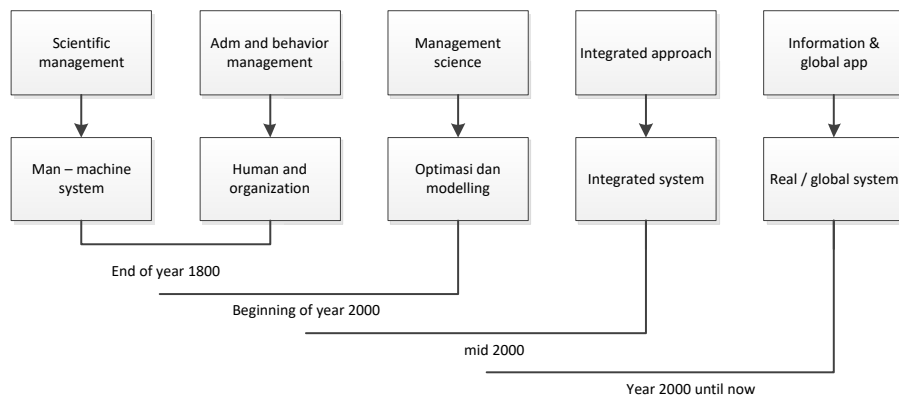 Scientific
management
Adm and behavior
management
Management
science
Integrated approach
Information &
global app
Man – machine
system
Human and
organization
Optimasi dan
modelling
Integrated system
Real / global system
End of year 1800
Beginning of year 2000
mid 2000
Year 2000 until now